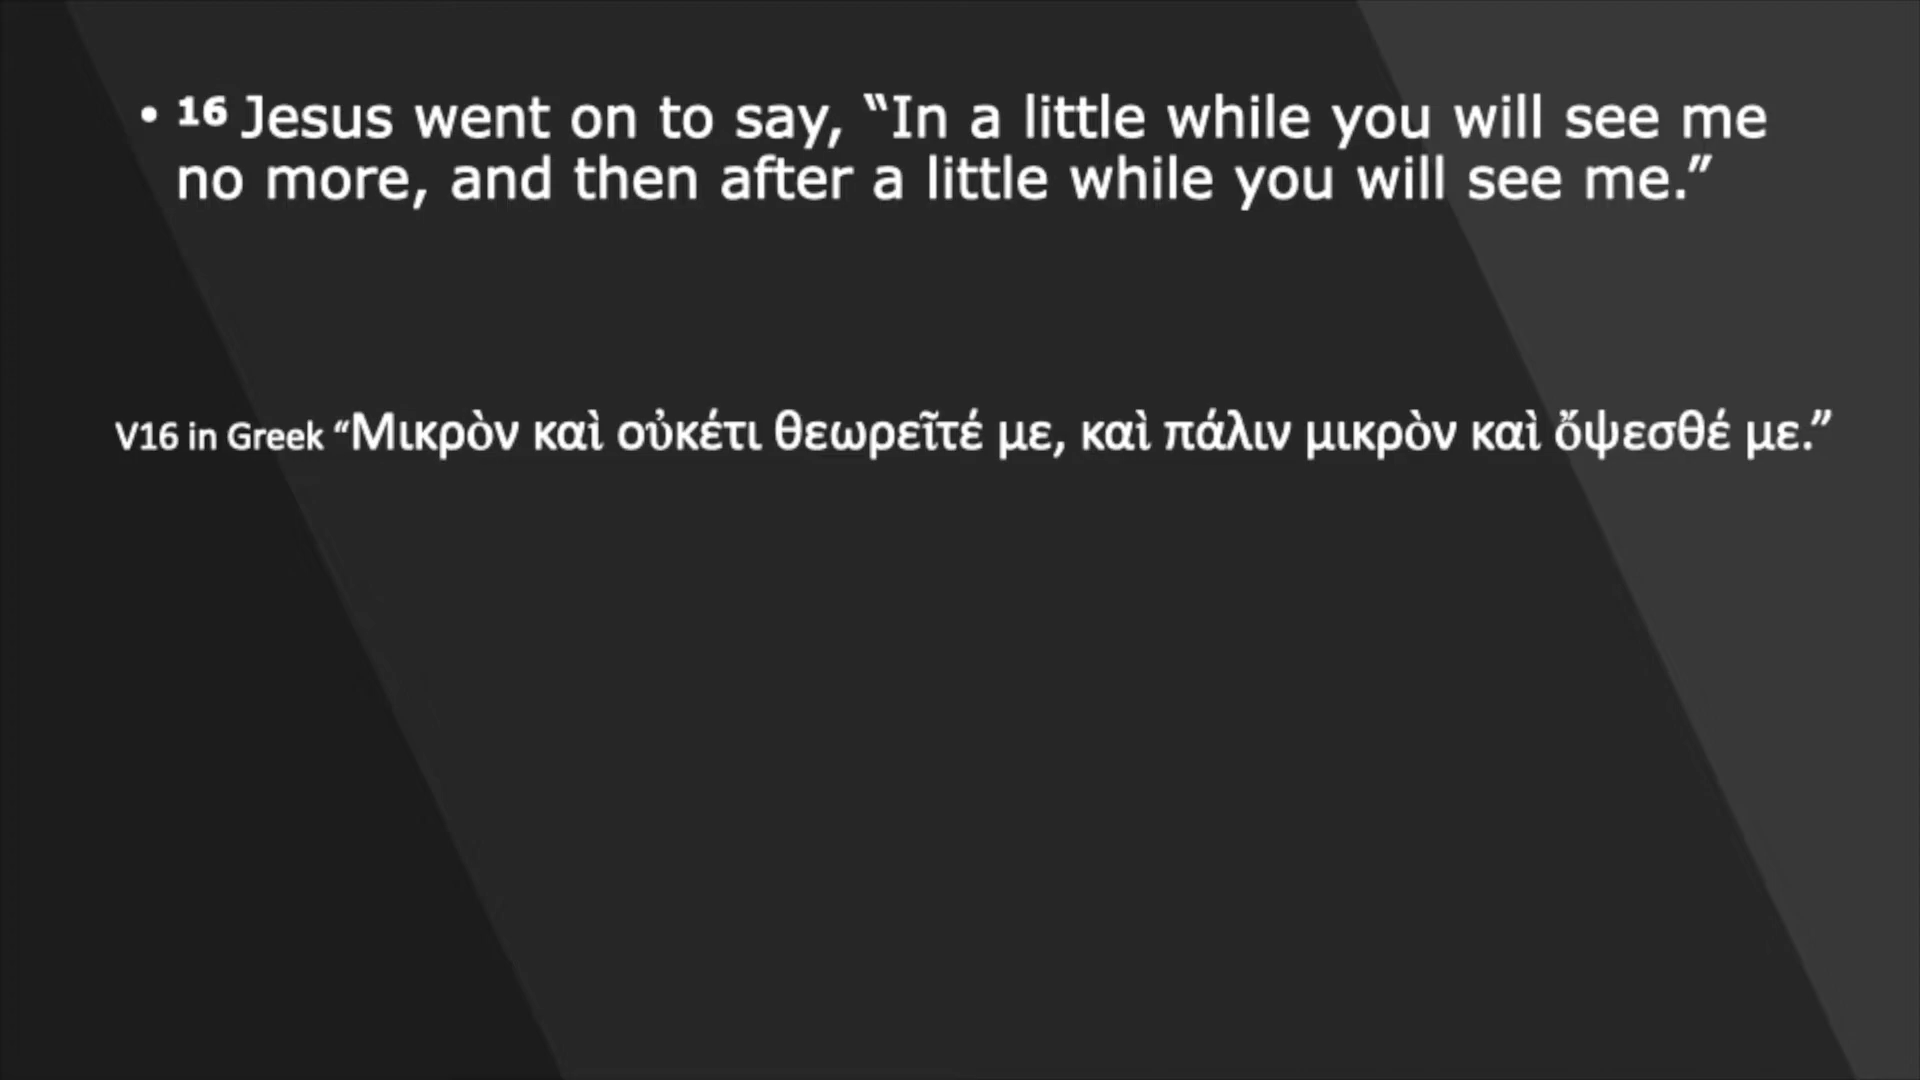 • 16 Jesus went on to say, “In a little while you will see me
no more, and then after a little while you will see me.”
V16 in Greek “Μικρὸν καὶ οὐκέτι θεωρεῖτέ με, καὶ πάλιν μικρὸν καὶ ὄψεσθέ με.”